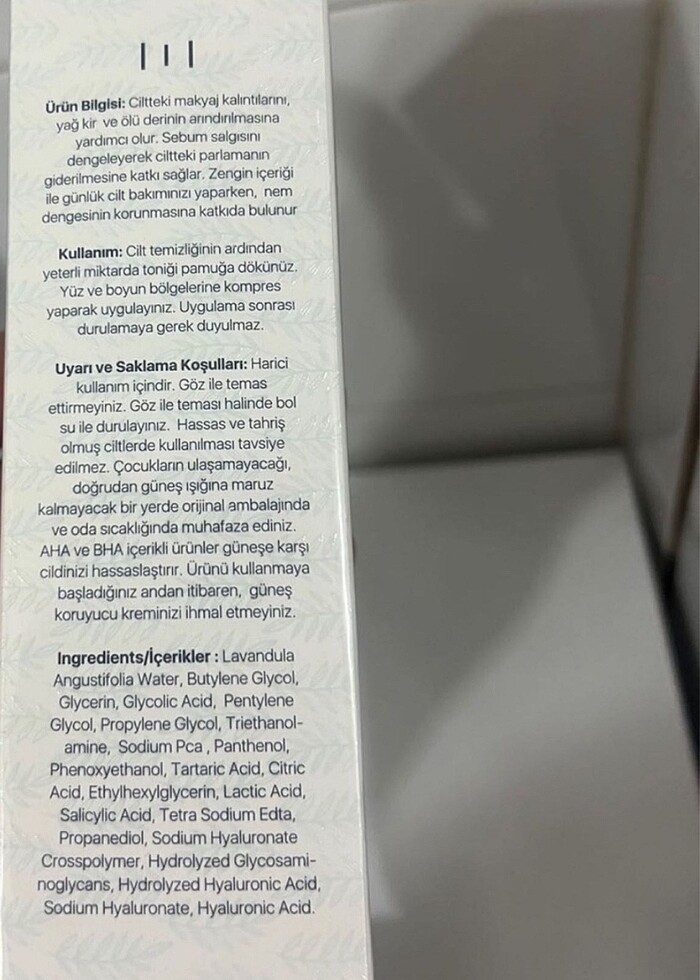 Ürün Bilgisi: Ciltteki makyaj kalıntılarını,
yağ kir ve ölü derinin arındırılmasına
yardımcı olur. Sebum salgısını
dengeleyerek ciltteki parlamanın
giderilmesine katkı sağlar. Zengin içeriği
ile günlük cilt bakımınızı yaparken, nem
dengesinin korunmasına katkıda bulunur
Kullanım: Cilt temizliğinin ardından
yeterli miktarda toniği pamuğa dökünüz.
Yüz ve boyun bölgelerine kompres
yaparak uygulayınız. Uygulama sonrası
durulamaya gerek duyulmaz.
Uyarı ve Saklama Koşulları: Harici
kullanım içindir. Göz ile temas
ettirmeyiniz. Göz ile teması halinde bol
su ile durulayınız. Hassas ve tahriş
olmuş ciltlerde kullanılması tavsiye
edilmez. Çocukların ulaşamayacağı,
doğrudan güneş ışığına maruz
kalmayacak bir yerde orijinal ambalajında
ve oda sıcaklığında muhafaza ediniz.
AHA ve BHA içerikli ürünler güneşe karşı
cildinizi hassaslaştırır. Ürünü kullanmaya
başladığınız andan itibaren, güneş
koruyucu kreminizi ihmal etmeyiniz.
Ingredients/İçerikler : Lavandula
Angustifolia Water, Butylene Glycol,
Glycerin, Glycolic Acid, Pentylene
Glycol, Propylene Glycol, Triethanol-
amine, Sodium Pca , Panthenol,
Phenoxyethanol, Tartaric Acid, Citric
Acid, Ethylhexylglycerin, Lactic Acid,
Salicylic Acid, Tetra Sodium Edta,
Propanediol, Sodium Hyaluronate
Crosspolymer, Hydrolyzed Glycosami-
noglycans, Hydrolyzed Hyaluronic Acid,
Sodium Hyaluronate, Hyaluronic Acid.